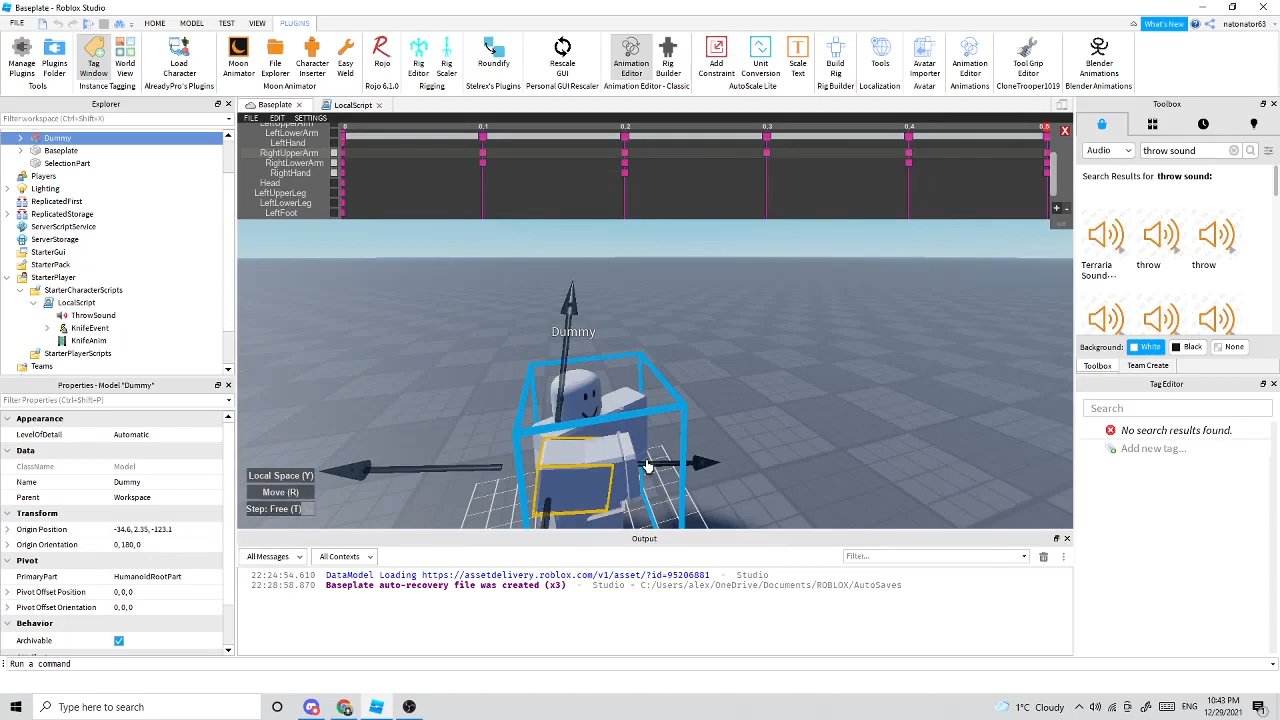 Baseplate - Roblox Studio
FILE HOME MODEL TEST VIEW PLUGINS What's New natonator63
Manage Plugins
Plugins Folder
Tag Window
World View
Load Character
Moon Animator
File Explorer
Character Inserter
Easy Weld
Rojo
Rig Editor
Rig Scaler
Roundify
Rescale GUI
Animation Editor
Rig Builder
Add Constraint
Unit Conversion
Scale Text
Build Rig
Tools
Avatar Importer
Animation Editor
Tool Grip Editor
Blender Animations
Tools Instance Tagging AlreadyPro's Plugins Moon Animator Rojo 6.1.0 Rigging Stelrex's Plugins Personal GUI Rescaler Animation Editor - Classic AutoScale Lite Rig Builder Localization Avatar Animations CloneTrooper1019 Blender Animations
Explorer
Filter workspace (Ctrl+Shift+X)
Dummy
Baseplate
SelectionPart
Players
Lighting
ReplicatedFirst
ReplicatedStorage
ServerScriptService
ServerStorage
StarterGui
StarterPack
StarterPlayer
StarterCharacterScripts
LocalScript
ThrowSound
KnifeEvent
KnifeAnim
StarterPlayerScripts
Teams
Properties - Model "Dummy"
Filter Properties (Ctrl+Shift+P)
Appearance
LevelOfDetail Automatic
Data
ClassName Model
Name Dummy
Parent Workspace
Transform
Origin Position -34.6, 2.35, -123.1
Origin Orientation 0, 180, 0
Pivot
PrimaryPart HumanoidRootPart
Pivot Offset Position 0, 0, 0
Pivot Offset Orientation 0, 0, 0
Behavior
Archivable
Baseplate LocalScript
FILE EDIT SETTINGS
0 0.1 0.2 0.3 0.4 0.5
X
LeftLowerArm
LeftHand
RightUpperArm
RightLowerArm
RightHand
Head
LeftUpperLeg
LeftLowerLeg
LeftFoot
+ -
Dummy
Local Space (Y)
Move (R)
Step: Free (T)
Output
All Messages All Contexts Filter...
22:24:54.610 DataModel Loading https://assetdelivery.roblox.com/v1/asset/?id=95206881 - Studio
22:28:58.870 Baseplate auto-recovery file was created (x3) - Studio - C:/Users/alex/OneDrive/Documents/ROBLOX/AutoSaves
Toolbox
Audio throw sound
Search Results for throw sound:
Terraria Sound…
throw
throw
Background: White Black None
Toolbox Team Create
Tag Editor
Search
No search results found.
Add new tag...
Run a command
Type here to search
1°C Cloudy ENG 10:43 PM
12/29/2021